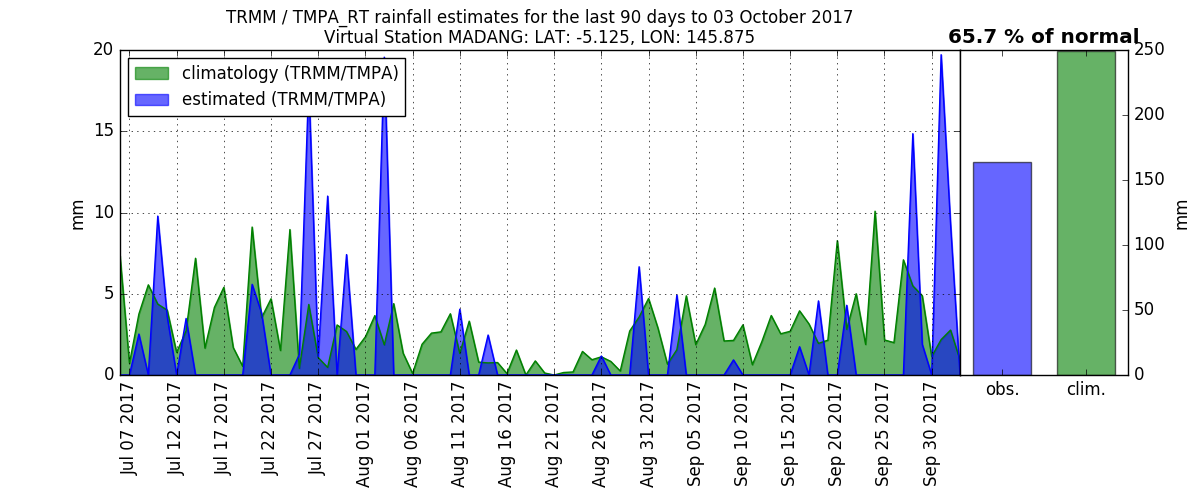 TRMM / TMPA_RT rainfall estimates for the last 90 days to 03 October 2017
Virtual Station MADANG: LAT: -5.125, LON: 145.875
65.7 % of normal
climatology (TRMM/TMPA)
estimated (TRMM/TMPA)
20
15
10
5
0
mm
Jul 07 2017
Jul 12 2017
Jul 17 2017
Jul 22 2017
Jul 27 2017
Aug 01 2017
Aug 06 2017
Aug 11 2017
Aug 16 2017
Aug 21 2017
Aug 26 2017
Aug 31 2017
Sep 05 2017
Sep 10 2017
Sep 15 2017
Sep 20 2017
Sep 25 2017
Sep 30 2017
obs.
clim.
250
200
150
100
50
0
mm